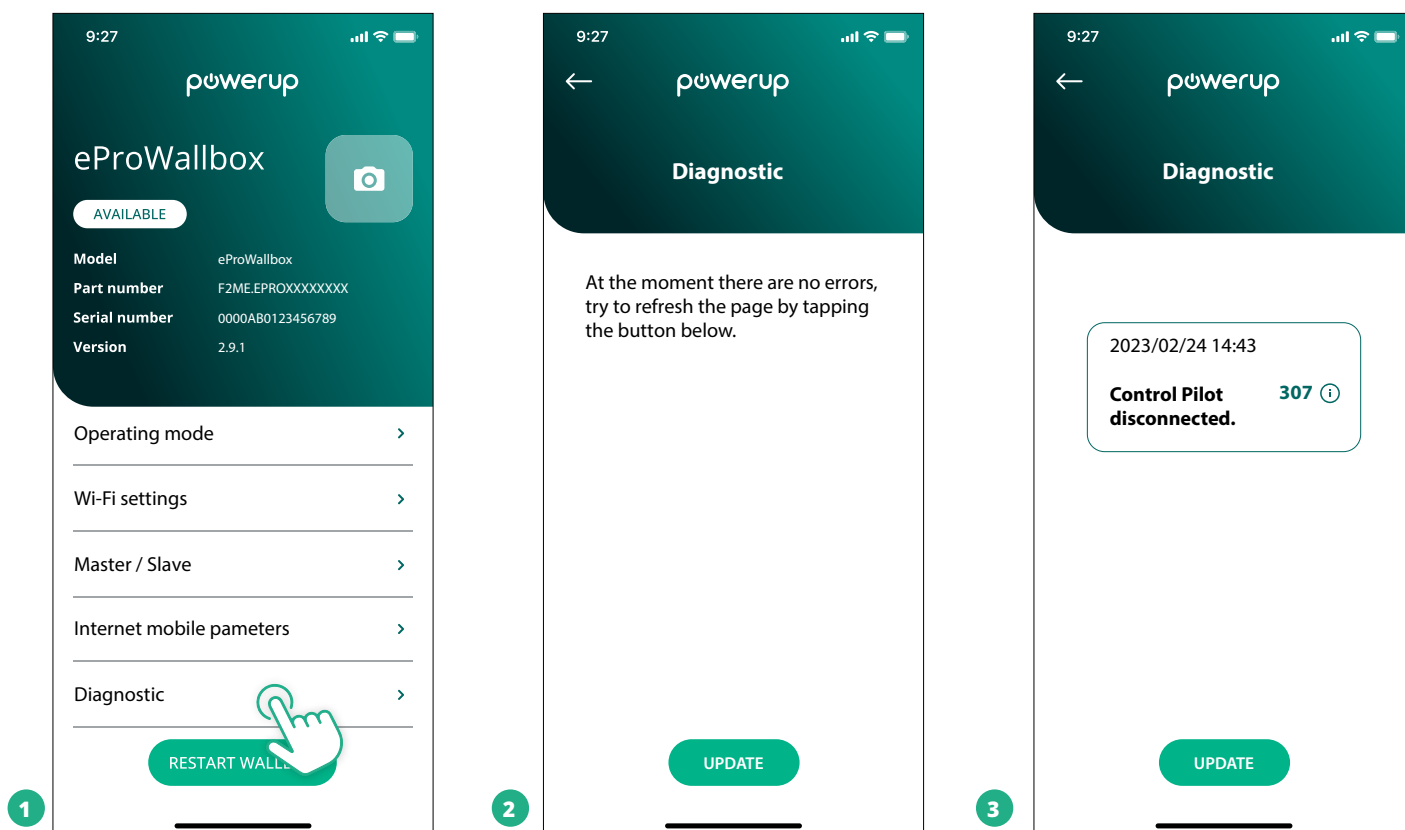 9:27
powerup
eProWallbox
AVAILABLE
Model eProWallbox
Part number F2ME.EPROXXXXXXXX
Serial number 0000AB0123456789
Version 2.9.1
Operating mode
Wi-Fi settings
Master / Slave
Internet mobile pameters
Diagnostic
RESTART
1
9:27
powerup
Diagnostic
At the moment there are no errors,
try to refresh the page by tapping
the button below.
UPDATE
2
9:27
powerup
Diagnostic
2023/02/24 14:43
Control Pilot 307
disconnected.
UPDATE
3